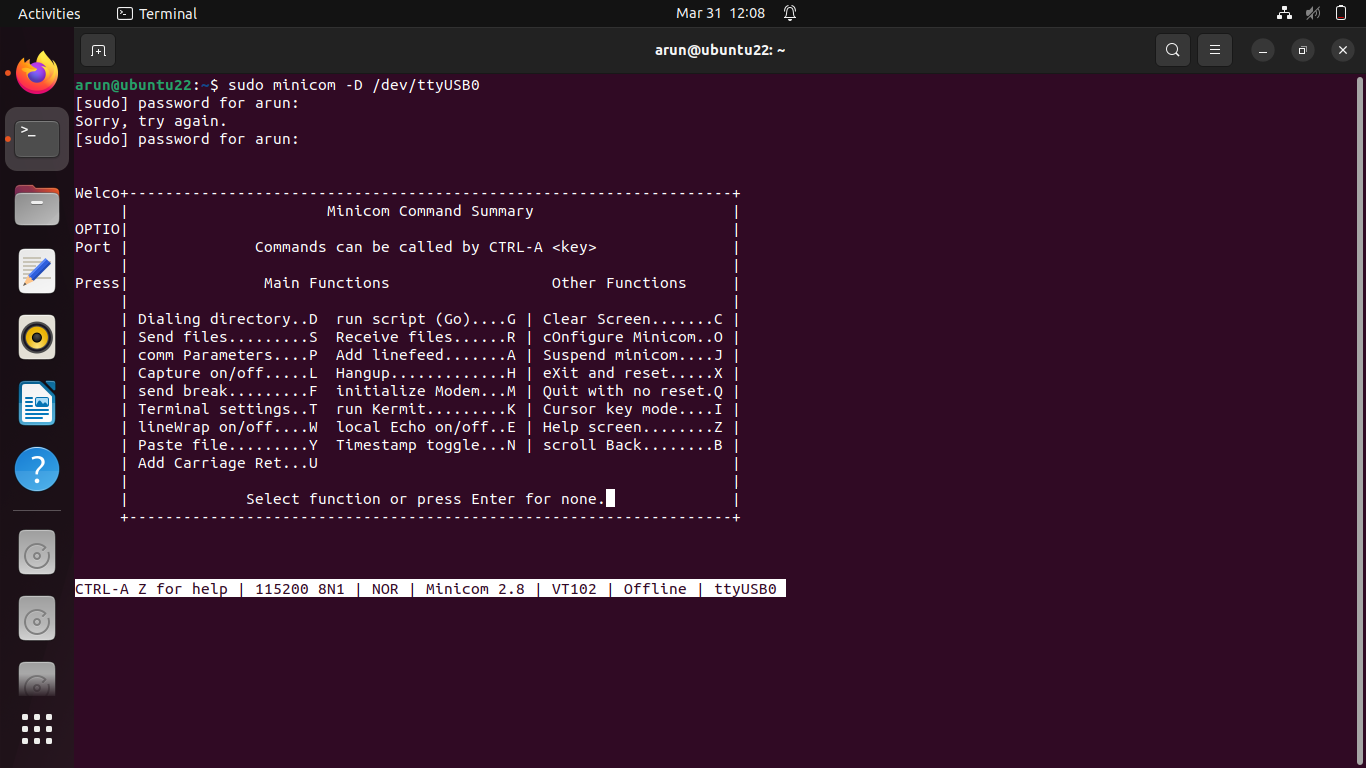 Activities Terminal Mar 31 12:08
arun@ubuntu22: ~
arun@ubuntu22:~$ sudo minicom -D /dev/ttyUSB0
[sudo] password for arun:
Sorry, try again.
[sudo] password for arun:
Welco+-------------------------------------------------------------------+
| Minicom Command Summary |
OPTIO| |
Port | Commands can be called by CTRL-A <key> |
| |
Press| Main Functions Other Functions |
| |
| Dialing directory..D run script (Go)....G | Clear Screen.......C |
| Send files.........S Receive files......R | cOnfigure Minicom..O |
| comm Parameters....P Add linefeed.......A | Suspend minicom....J |
| Capture on/off.....L Hangup.............H | eXit and reset.....X |
| send break.........F initialize Modem...M | Quit with no reset.Q |
| Terminal settings..T run Kermit.........K | Cursor key mode....I |
| lineWrap on/off....W local Echo on/off..E | Help screen........Z |
| Paste file.........Y Timestamp toggle...N | scroll Back........B |
| Add Carriage Ret...U |
| |
| Select function or press Enter for none. |
+-------------------------------------------------------------------+
CTRL-A Z for help | 115200 8N1 | NOR | Minicom 2.8 | VT102 | Offline | ttyUSB0